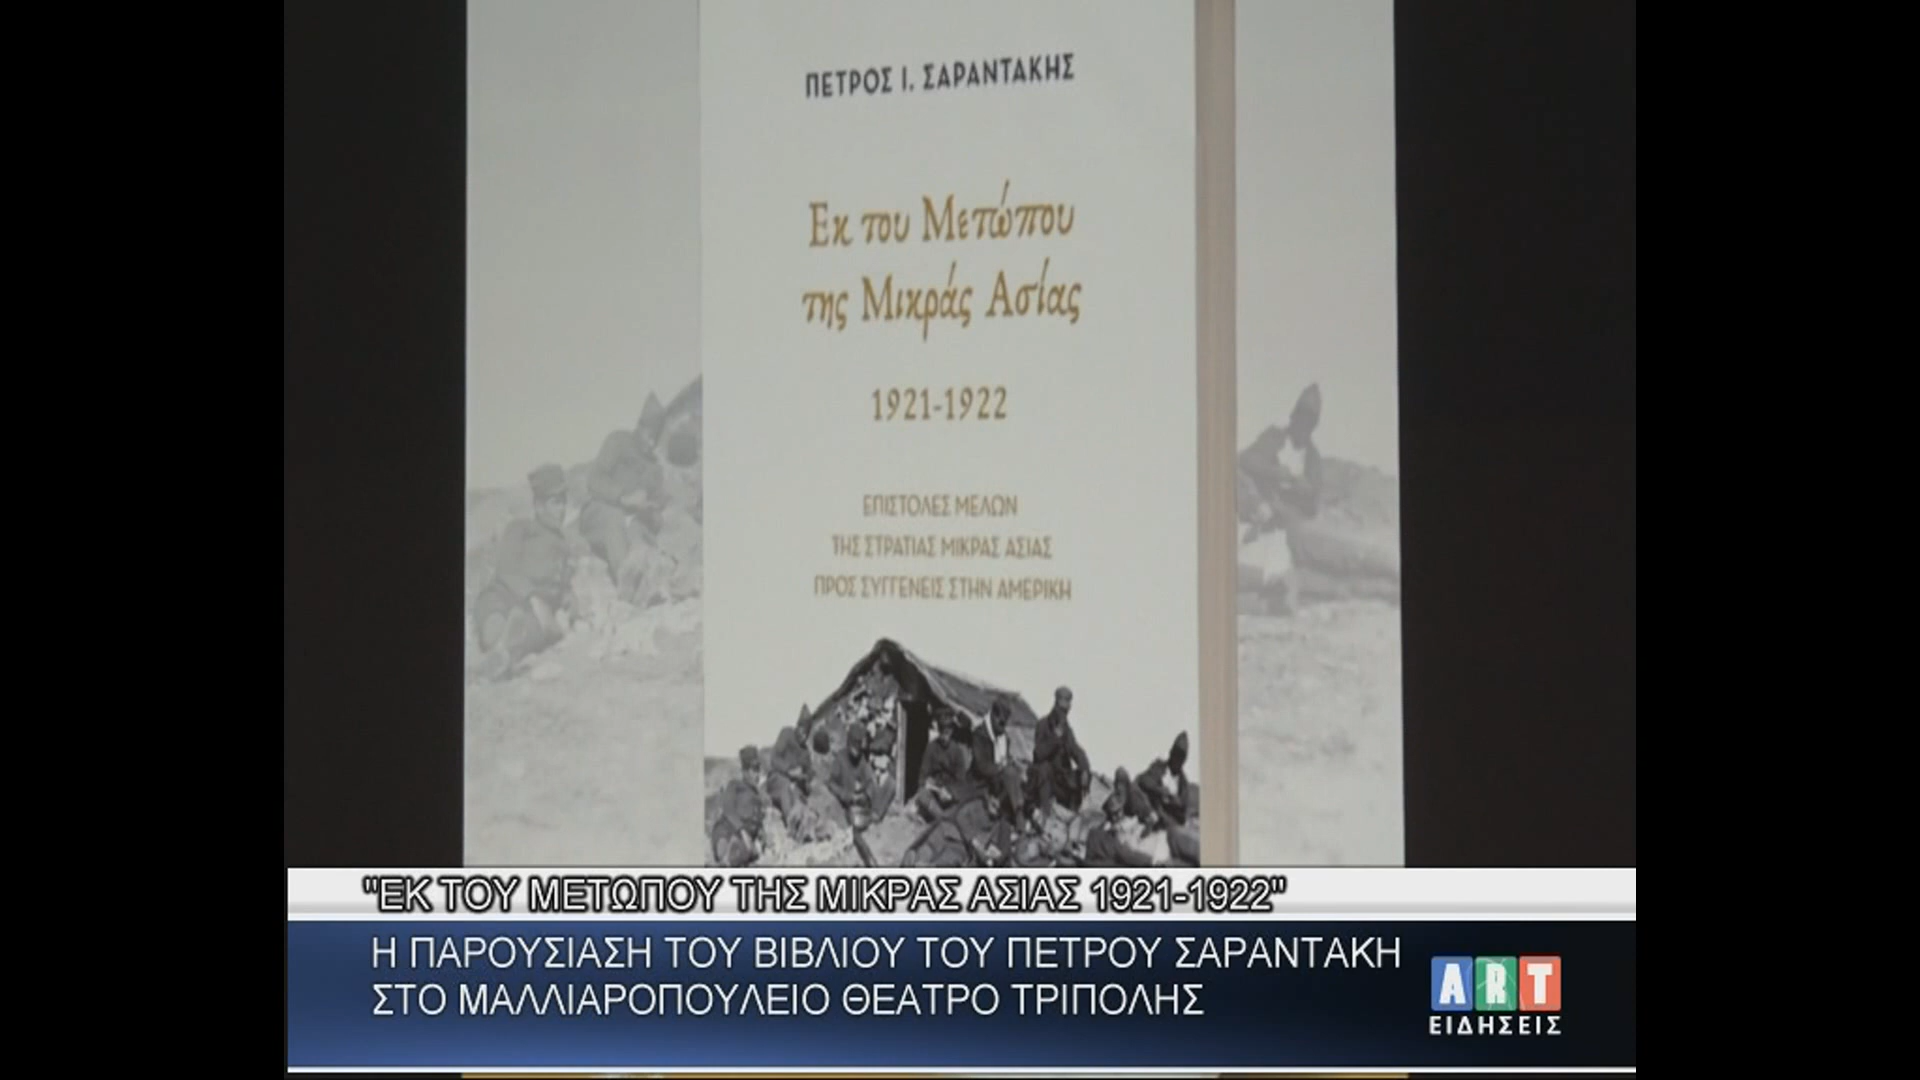 ΠΕΤΡΟΣ Ι. ΣΑΡΑΝΤΑΚΗΣ
Εκ του Μετώπου
της Μικράς Ασίας
1921-1922
ΕΠΙΣΤΟΛΕΣ ΜΕΛΩΝ
ΤΗΣ ΣΤΡΑΤΙΑΣ ΜΙΚΡΑΣ ΑΣΙΑΣ
ΠΡΟΣ ΣΥΓΓΕΝΕΙΣ ΣΤΗΝ ΑΜΕΡΙΚΗ
"ΕΚ ΤΟΥ ΜΕΤΩΠΟΥ ΤΗΣ ΜΙΚΡΑΣ ΑΣΙΑΣ 1921-1922"
Η ΠΑΡΟΥΣΙΑΣΗ ΤΟΥ ΒΙΒΛΙΟΥ ΤΟΥ ΠΕΤΡΟΥ ΣΑΡΑΝΤΑΚΗ
ΣΤΟ ΜΑΛΛΙΑΡΟΠΟΥΛΕΙΟ ΘΕΑΤΡΟ ΤΡΙΠΟΛΗΣ
ART
ΕΙΔΗΣΕΙΣ